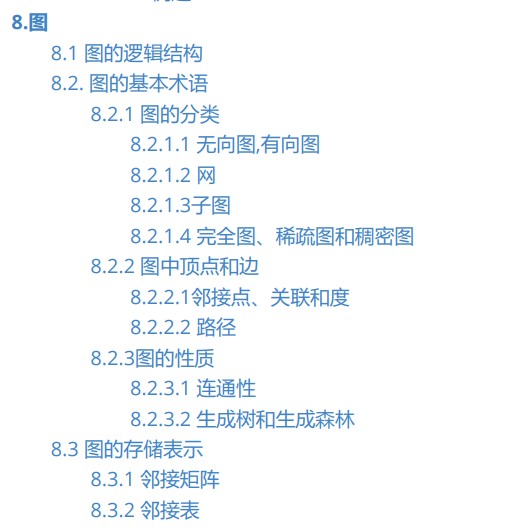 8.图
8.1 图的逻辑结构
8.2. 图的基本术语
8.2.1 图的分类
8.2.1.1 无向图,有向图
8.2.1.2 网
8.2.1.3子图
8.2.1.4 完全图、稀疏图和稠密图
8.2.2 图中顶点和边
8.2.2.1邻接点、关联和度
8.2.2.2 路径
8.2.3图的性质
8.2.3.1 连通性
8.2.3.2 生成树和生成森林
8.3 图的存储表示
8.3.1 邻接矩阵
8.3.2 邻接表